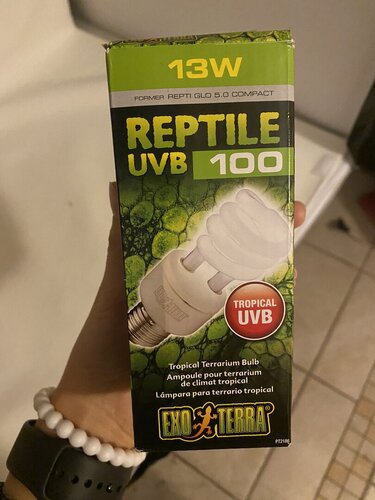 13W
FORMER REPTI GLO 5.0 COMPACT
REPTILE
UVB 100
TROPICAL
UVB
Tropical Terrarium Bulb
Ampoule pour terrarium
de climat tropical
Lámpara para terrario tropical
EXO TERRA
PT2186